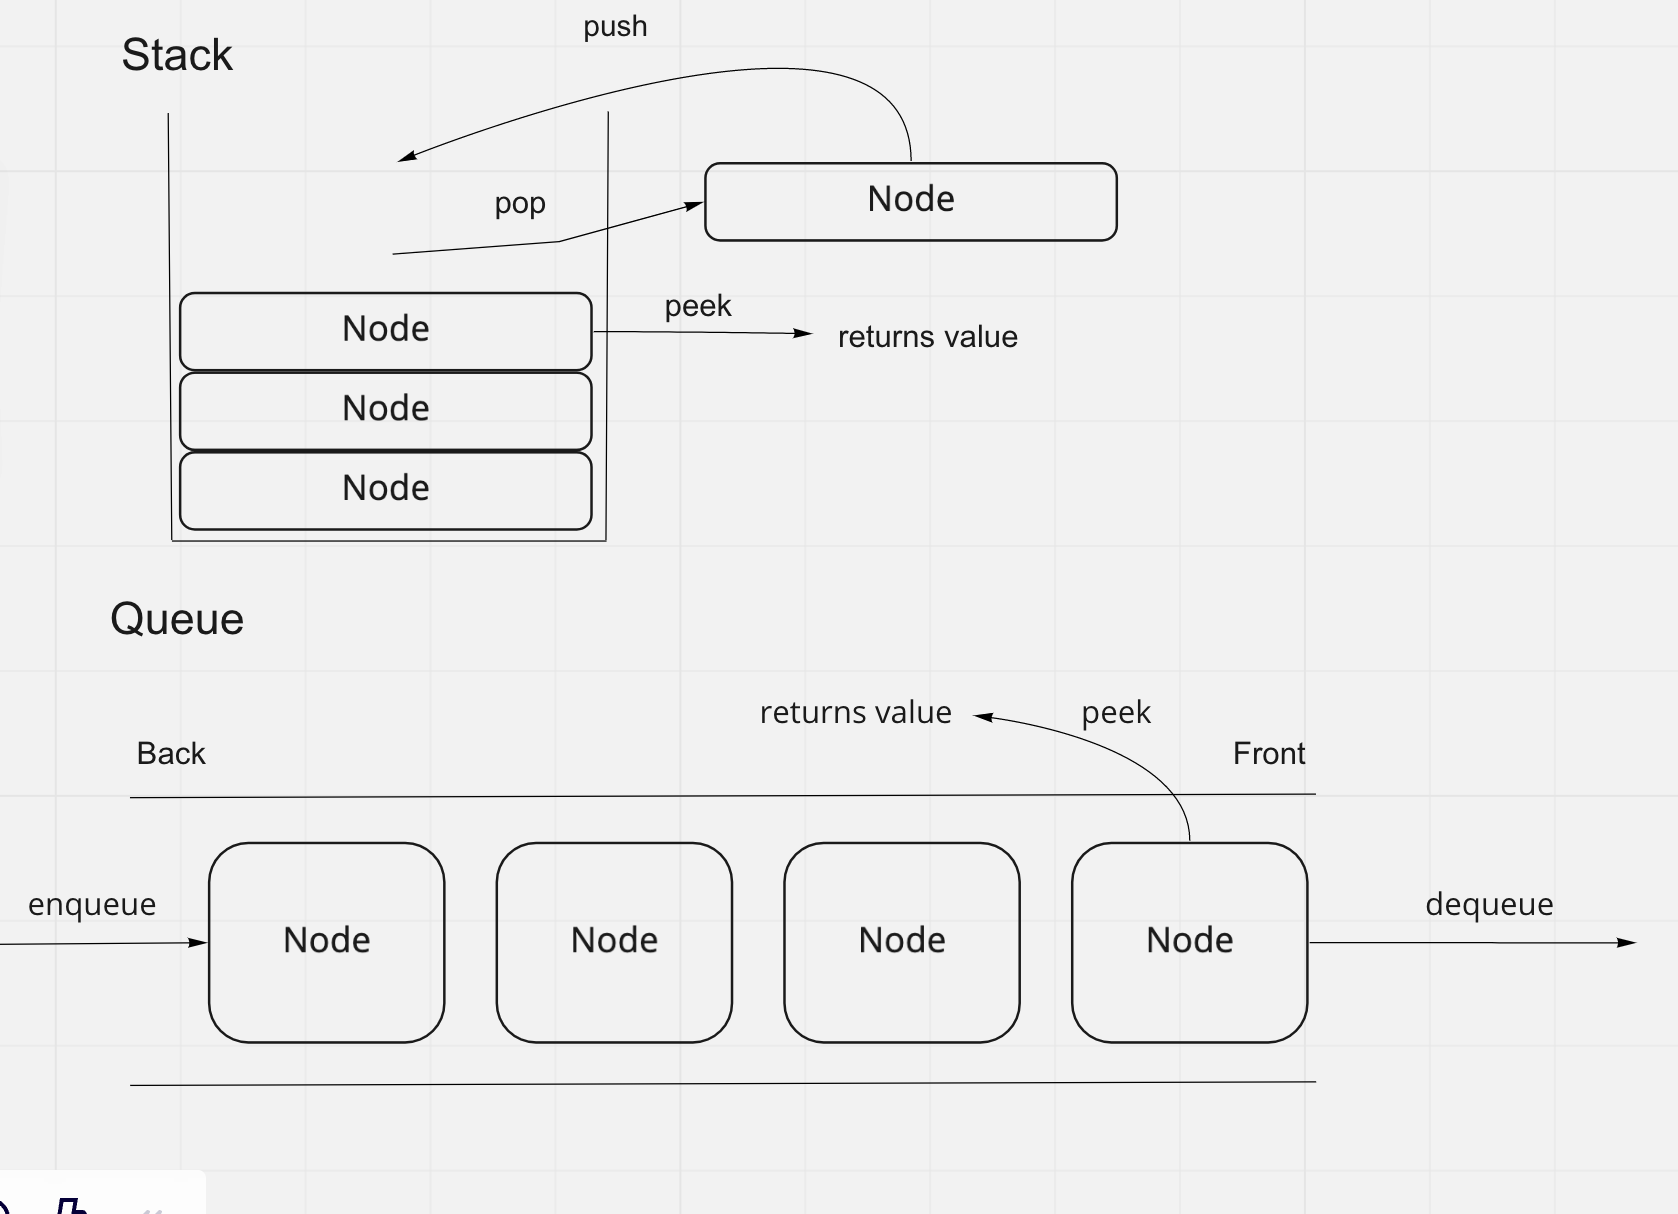 push
Stack
Node
pop
peek
Node
returns value
Node
Node
Queue
returns value
peek
Back
Front
enqueue
dequeue
Node
Node
Node
Node